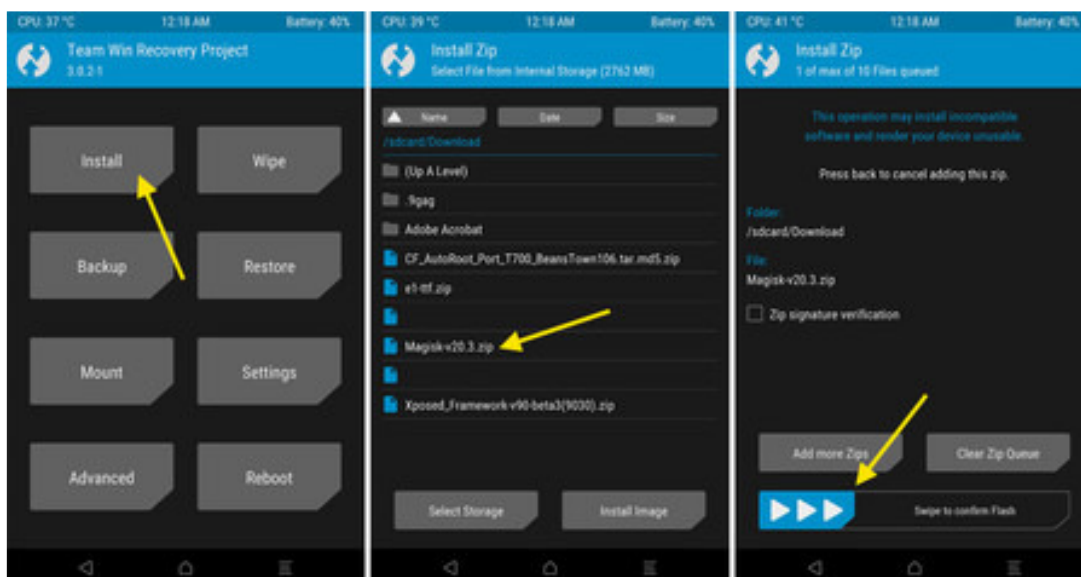 CPU: 37 °C 12:18 AM Battery: 40%
Team Win Recovery Project
3.0.2-1
Install Wipe
Backup Restore
Mount Settings
Advanced Reboot
CPU: 39 °C 12:18 AM Battery: 40%
Install Zip
Select File from Internal Storage (2762 MB)
Name Date Size
/sdcard/Download
(Up A Level)
.9gag
Adobe Acrobat
CF_AutoRoot_Port_T700_BeansTown106.tar.md5.zip
e1-ttf.zip
Magisk-v20.3.zip
Xposed_Framework-v90-beta3(9030).zip
Select Storage Install Image
CPU: 41 °C 12:18 AM Battery: 40%
Install Zip
1 of max of 10 Files queued
This operation may install incompatible
software and render your device unusable.
Press back to cancel adding this zip.
Folder:
/sdcard/Download
File:
Magisk-v20.3.zip
Zip signature verification
Add more Zips Clear Zip Queue
Swipe to confirm Flash